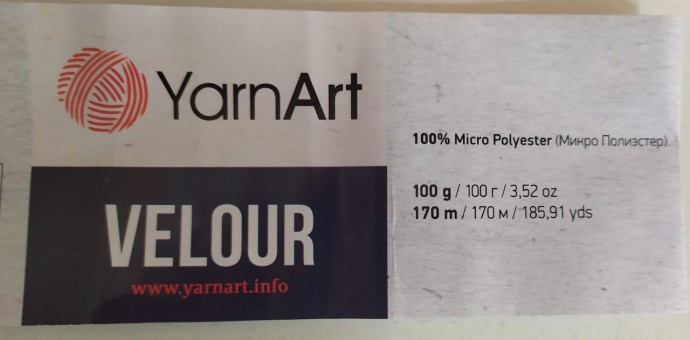 YarnArt
VELOUR
www.yarnart.info
100% Micro Polyester (Микро Полиэстер)
100 g / 100 г / 3,52 oz
170 m / 170 м / 185,91 yds